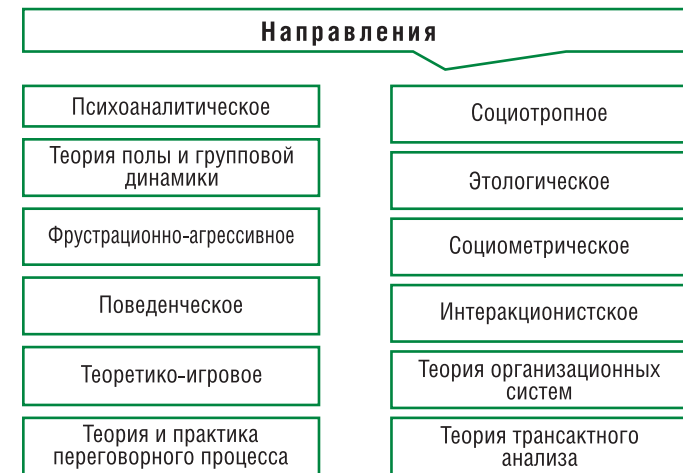 Направления
Психоаналитическое
Теория полы и групповой
динамики
Фрустрационно-агрессивное
Поведенческое
Теоретико-игровое
Теория и практика
переговорного процесса
Социотропное
Этологическое
Социометрическое
Интеракционистское
Теория организационных
систем
Теория трансактного
анализа